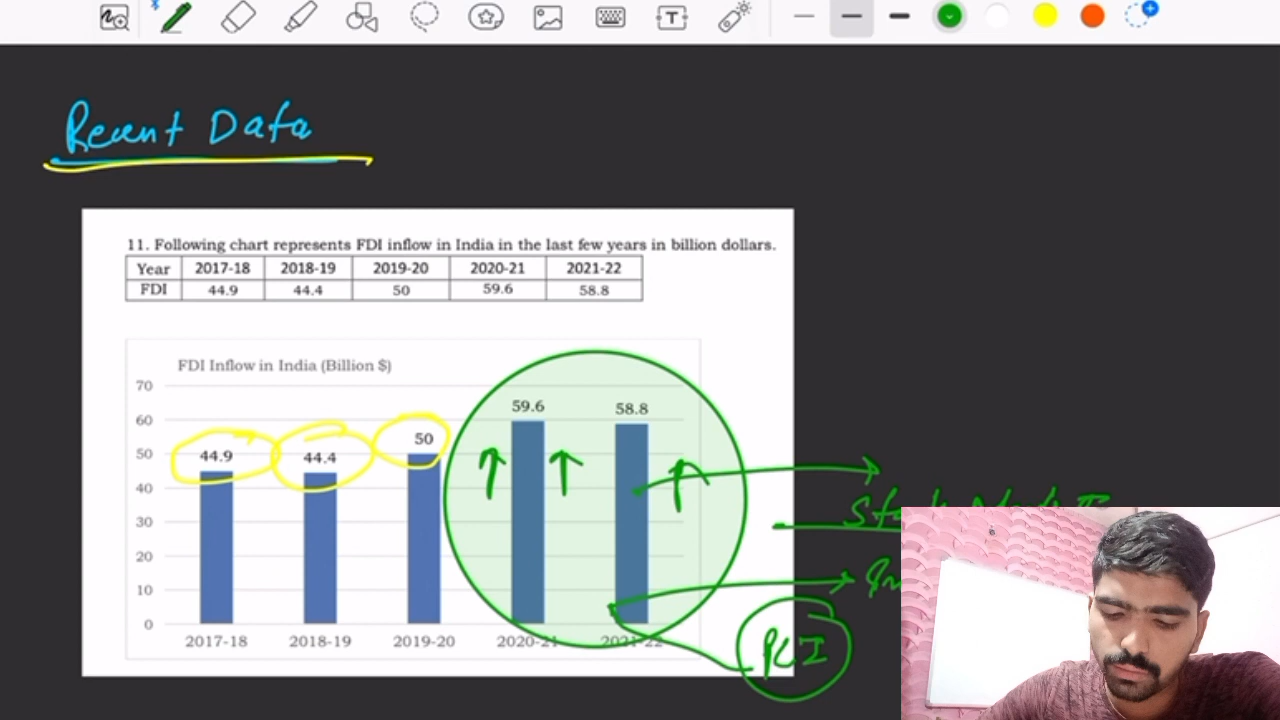 Recent Data
11. Following chart represents FDI inflow in India in the last few years in billion dollars.
Year 2017-18 2018-19 2019-20 2020-21 2021-22
FDI 44.9 44.4 50 59.6 58.8
FDI Inflow in India (Billion $)
70
60
50
40
30
20
10
0
44.9
44.4
50
59.6
58.8
2017-18 2018-19 2019-20 2020-21 2021-22